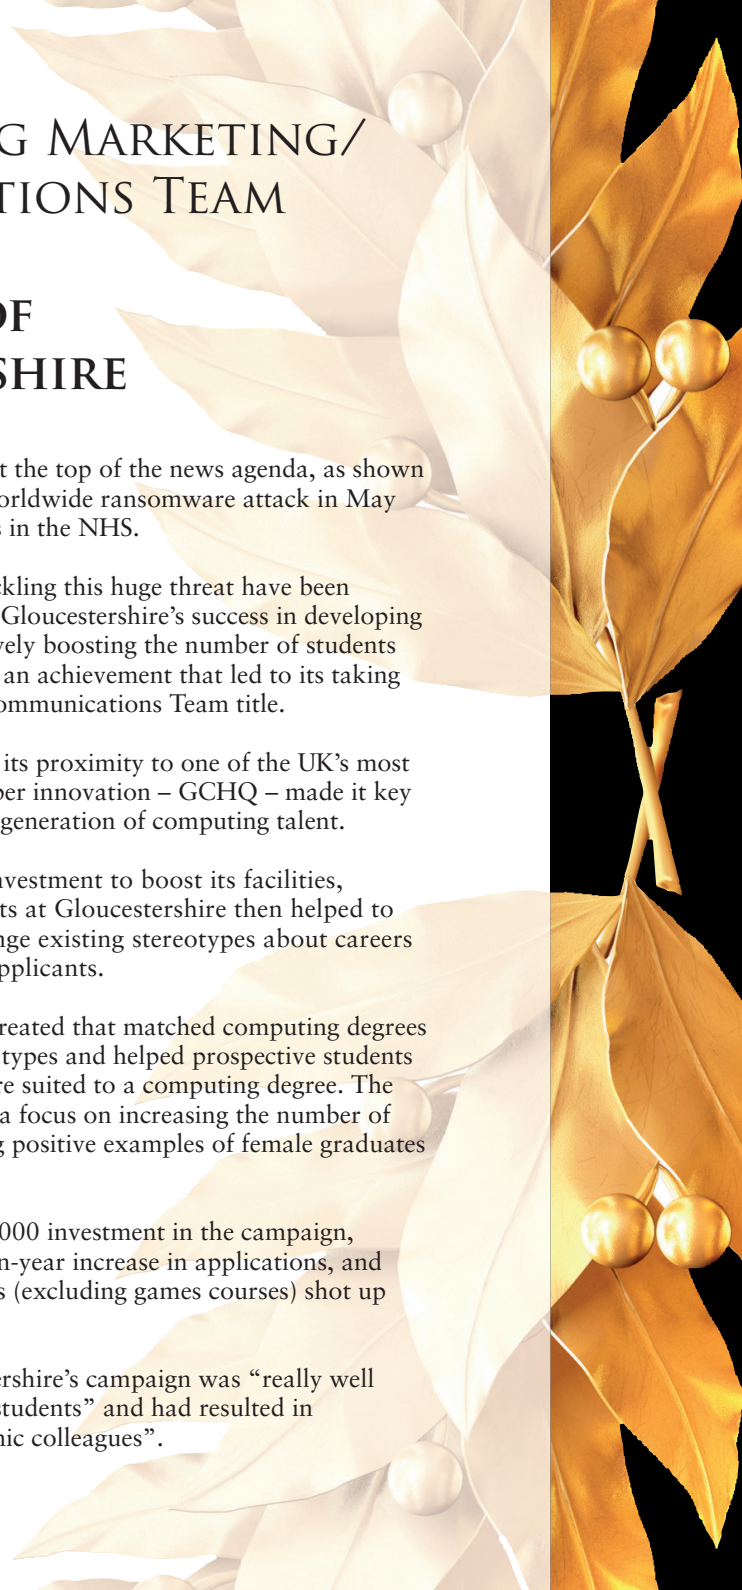 G MARKETING/
TIONS TEAM
OF
SHIRE
t the top of the news agenda, as shown
orldwide ransomware attack in May
s in the NHS.
ckling this huge threat have been
Gloucestershire’s success in developing
vely boosting the number of students
an achievement that led to its taking
ommunications Team title.
its proximity to one of the UK’s most
ber innovation – GCHQ – made it key
generation of computing talent.
nvestment to boost its facilities,
ts at Gloucestershire then helped to
nge existing stereotypes about careers
pplicants.
reated that matched computing degrees
types and helped prospective students
re suited to a computing degree. The
a focus on increasing the number of
g positive examples of female graduates
000 investment in the campaign,
n-year increase in applications, and
s (excluding games courses) shot up
ershire’s campaign was “really well
students” and had resulted in
nic colleagues”.